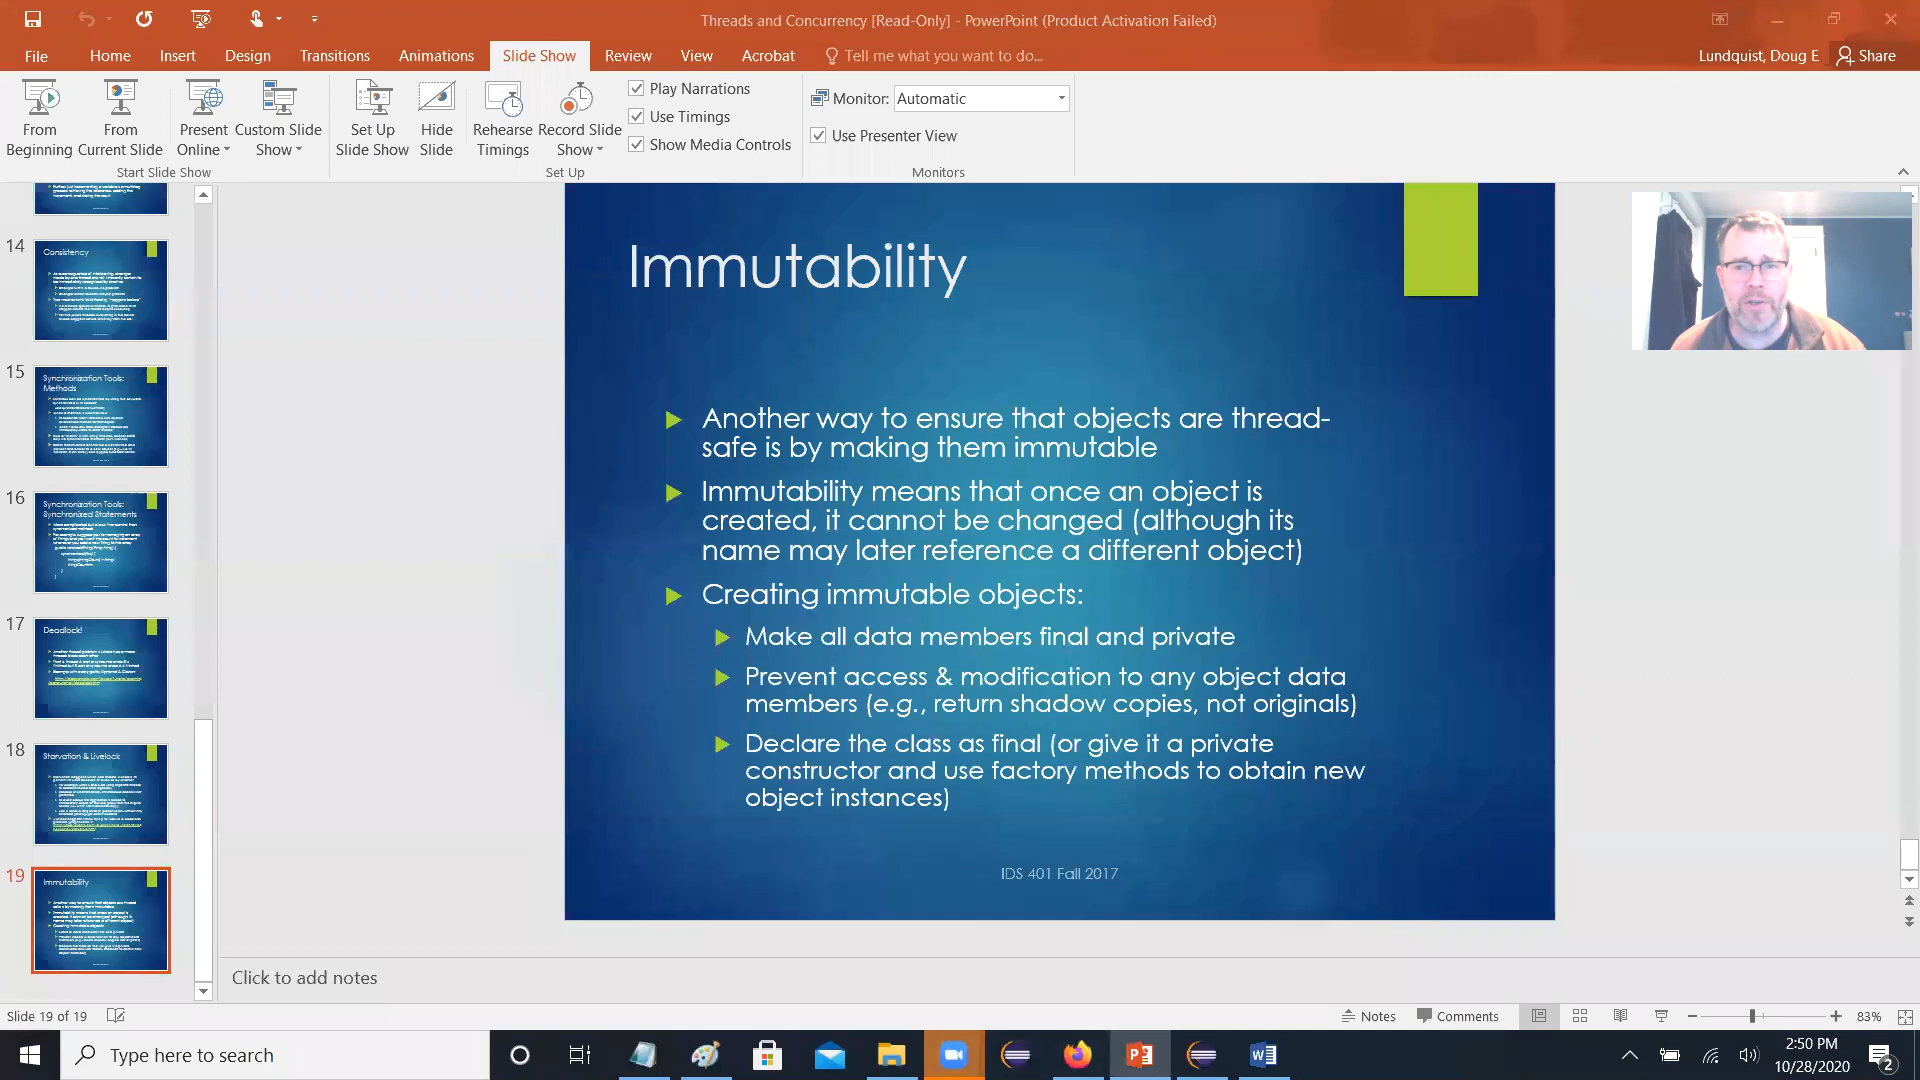 Threads and Concurrency [Read-Only] - PowerPoint (Product Activation Failed)
File Home Insert Design Transitions Animations Slide Show Review View Acrobat Tell me what you want to do... Lundquist, Doug E Share
From Beginning
From Current Slide
Present Online
Custom Slide Show
Start Slide Show
Set Up Slide Show
Hide Slide
Rehearse Timings
Record Slide Show
Play Narrations
Use Timings
Show Media Controls
Set Up
Monitor: Automatic
Use Presenter View
Monitors
14
Consistency
15
Synchronization Tools:
Methods
16
Synchronization Tools:
Synchronized Statements
17
Deadlock!
18
Starvation & Livelock
19
Immutability
Immutability
Another way to ensure that objects are thread-
safe is by making them immutable
Immutability means that once an object is
created, it cannot be changed (although its
name may later reference a different object)
Creating immutable objects:
Make all data members final and private
Prevent access & modification to any object data
members (e.g., return shadow copies, not originals)
Declare the class as final (or give it a private
constructor and use factory methods to obtain new
object instances)
IDS 401 Fall 2017
Click to add notes
Slide 19 of 19 Notes Comments 83%
Type here to search
2:50 PM
10/28/2020
2